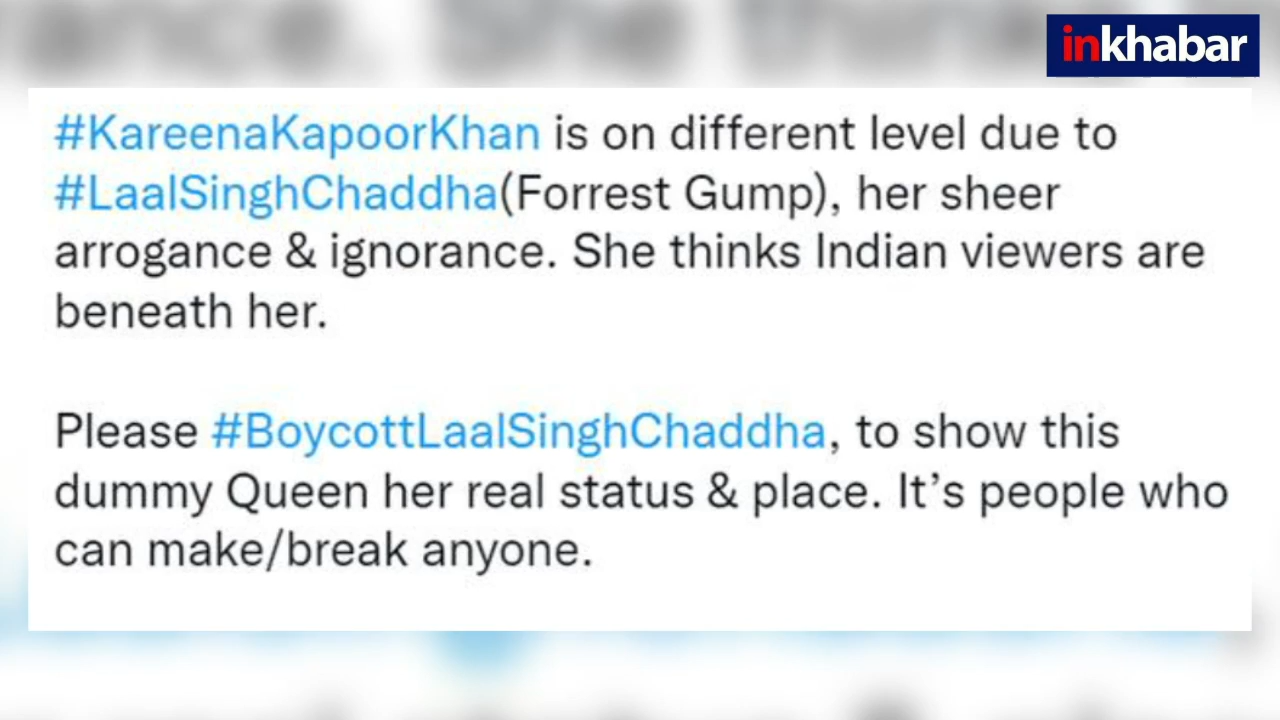 inkhabar
#KareenaKapoorKhan is on different level due to
#LaalSinghChaddha(Forrest Gump), her sheer
arrogance & ignorance. She thinks Indian viewers are
beneath her.
Please #BoycottLaalSinghChaddha, to show this
dummy Queen her real status & place. It’s people who
can make/break anyone.